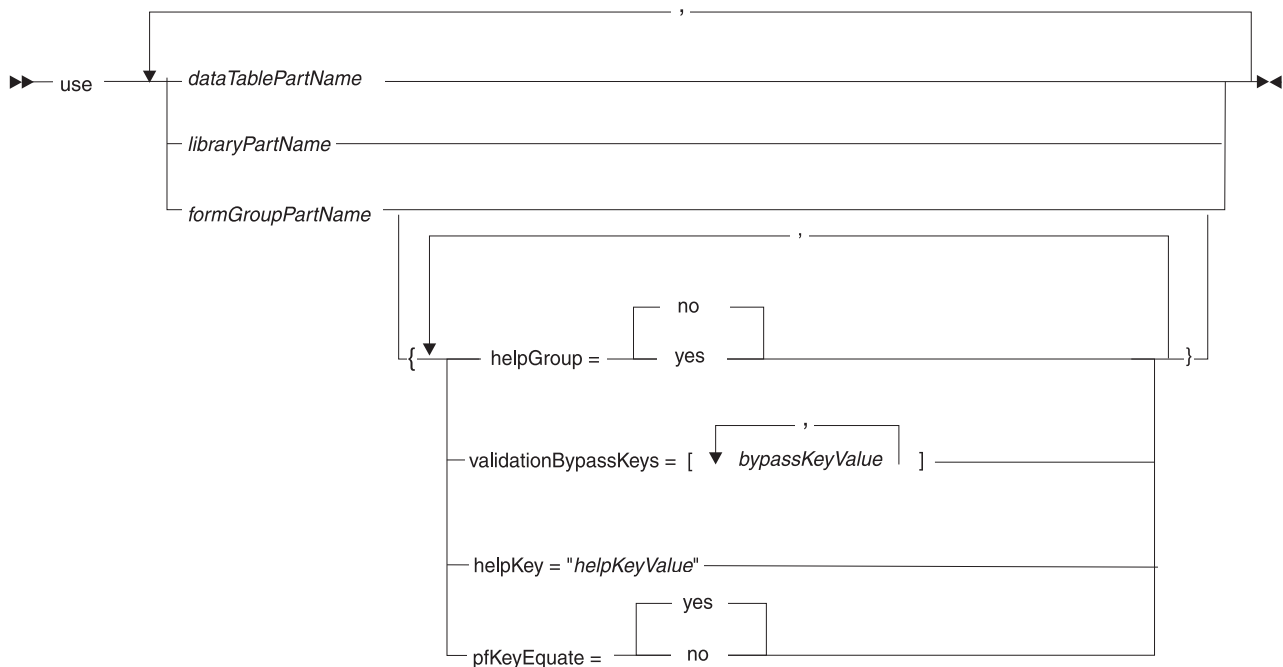 ,
use dataTablePartName
libraryPartName
formGroupPartName
,
no
{ helpGroup = yes }
,
validationBypassKeys = [ bypassKeyValue ]
helpKey = "helpKeyValue"
yes
pfKeyEquate = no